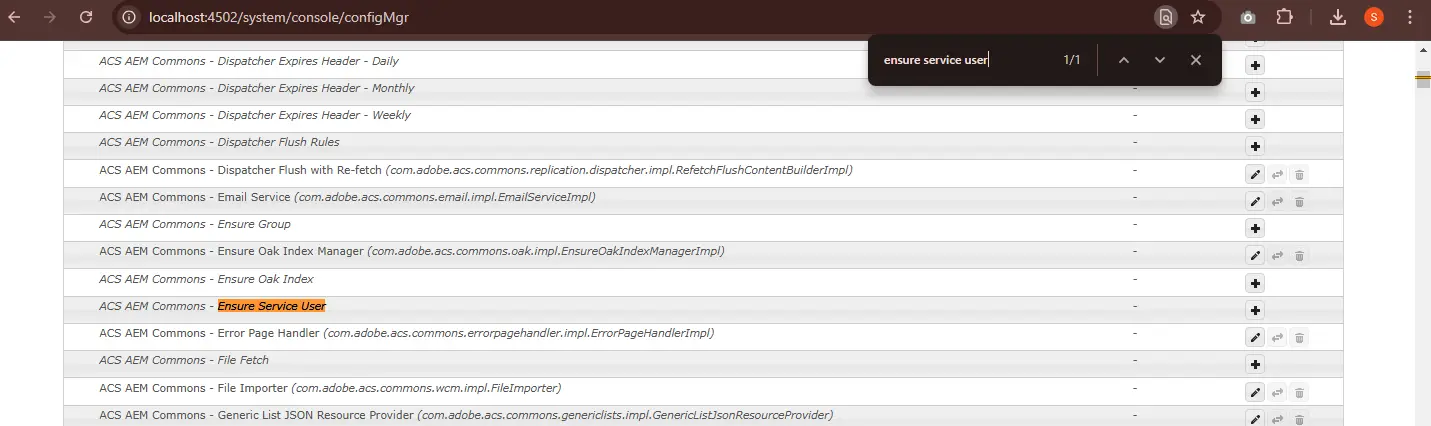 localhost:4502/system/console/configMgr
S
ensure service user 1/1
ACS AEM Commons - Dispatcher Expires Header - Daily
ACS AEM Commons - Dispatcher Expires Header - Monthly -
ACS AEM Commons - Dispatcher Expires Header - Weekly -
ACS AEM Commons - Dispatcher Flush Rules -
ACS AEM Commons - Dispatcher Flush with Re-fetch (com.adobe.acs.commons.replication.dispatcher.impl.RefetchFlushContentBuilderImpl) -
ACS AEM Commons - Email Service (com.adobe.acs.commons.email.impl.EmailServiceImpl) -
ACS AEM Commons - Ensure Group -
ACS AEM Commons - Ensure Oak Index Manager (com.adobe.acs.commons.oak.impl.EnsureOakIndexManagerImpl) -
ACS AEM Commons - Ensure Oak Index -
ACS AEM Commons - Ensure Service User -
ACS AEM Commons - Error Page Handler (com.adobe.acs.commons.errorpagehandler.impl.ErrorPageHandlerImpl) -
ACS AEM Commons - File Fetch -
ACS AEM Commons - File Importer (com.adobe.acs.commons.wcm.impl.FileImporter) -
ACS AEM Commons - Generic List JSON Resource Provider (com.adobe.acs.commons.genericlists.impl.GenericListJsonResourceProvider) -